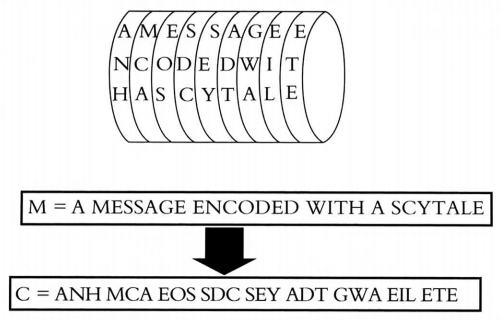 A M E S S A G E E
N C O D E D W I T
H A S C Y T A L E
M = A MESSAGE ENCODED WITH A SCYTALE
C = ANH MCA EOS SDC SEY ADT GWA EIL ETE